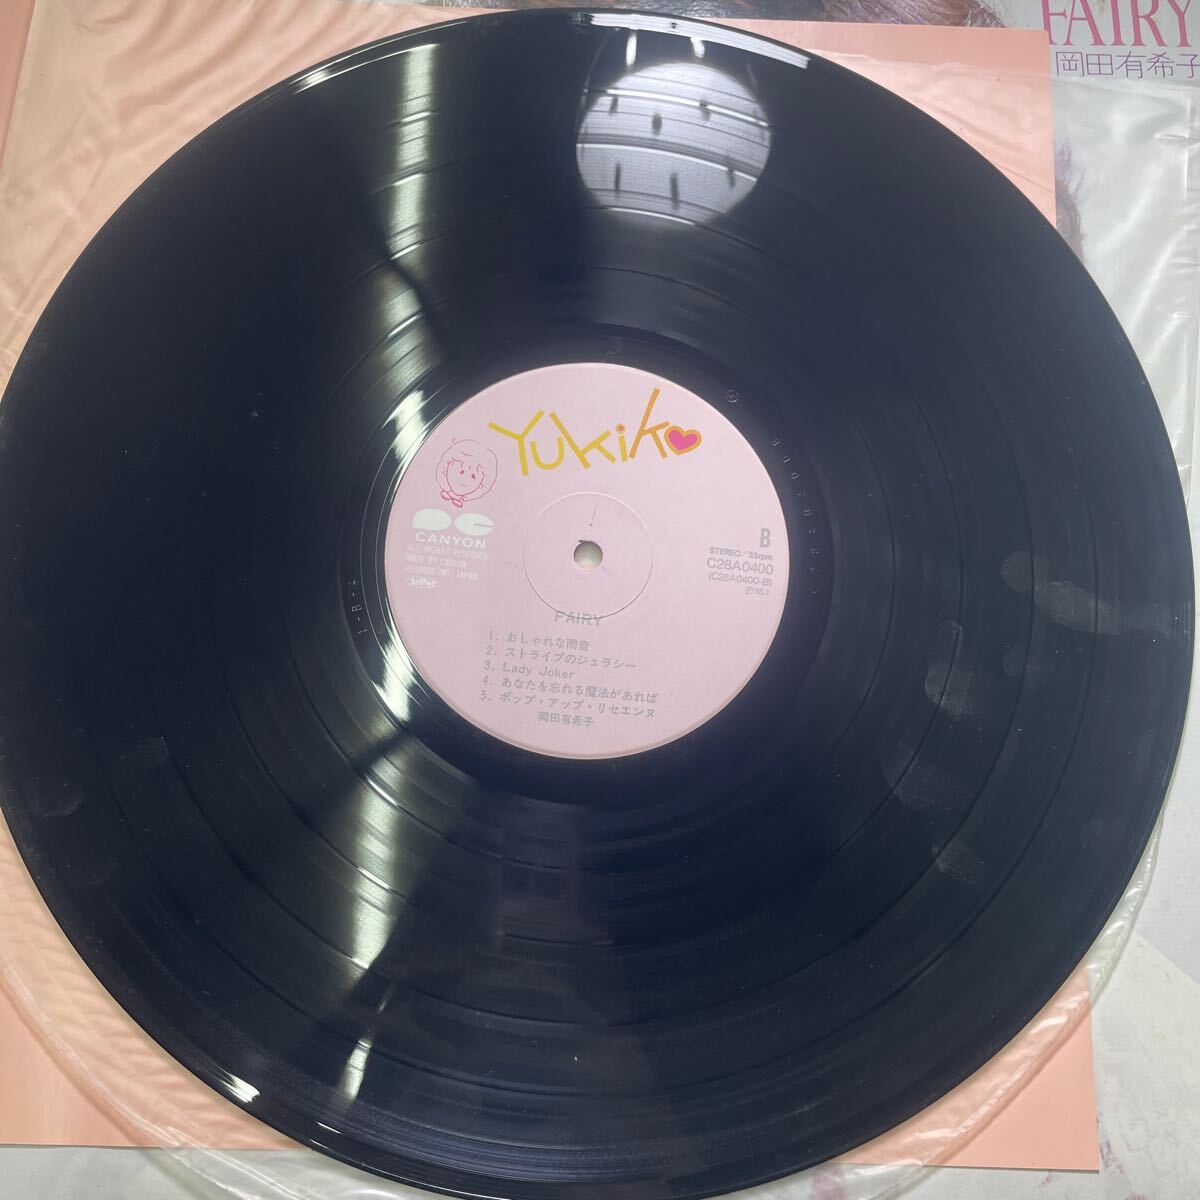 FAIRY
岡田有希子
Yukiko
CANYON
ALL RIGHTS RESERVED
MADE BY CANYON
RECORDS INC. JAPAN
B
STEREO/33rpm
C28A0400
(C28A0400-B)
Ⓟ '85.3
FAIRY
1. おしゃれな雨音
2. ストライプのジェラシー
3. Lady Joker
4. あなたを忘れる魔法があれば
5. ポップ・アップ・リセエンヌ
岡田有希子